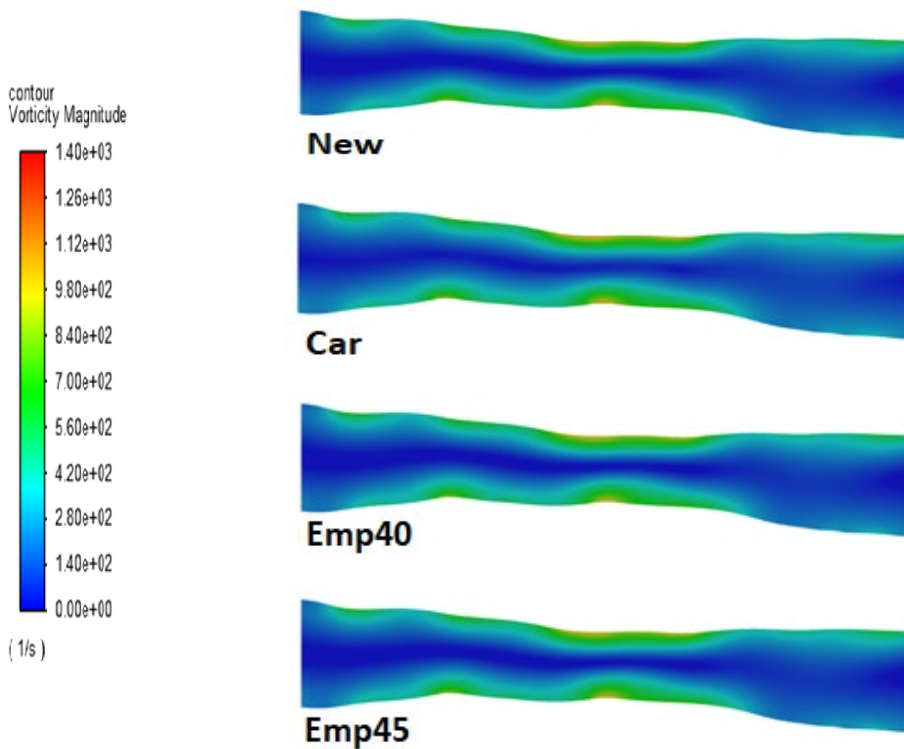 contour
Vorticity Magnitude
1.40e+03
1.26e+03
1.12e+03
9.80e+02
8.40e+02
7.00e+02
5.60e+02
4.20e+02
2.80e+02
1.40e+02
0.00e+00
( 1/s )
New
Car
Emp40
Emp45